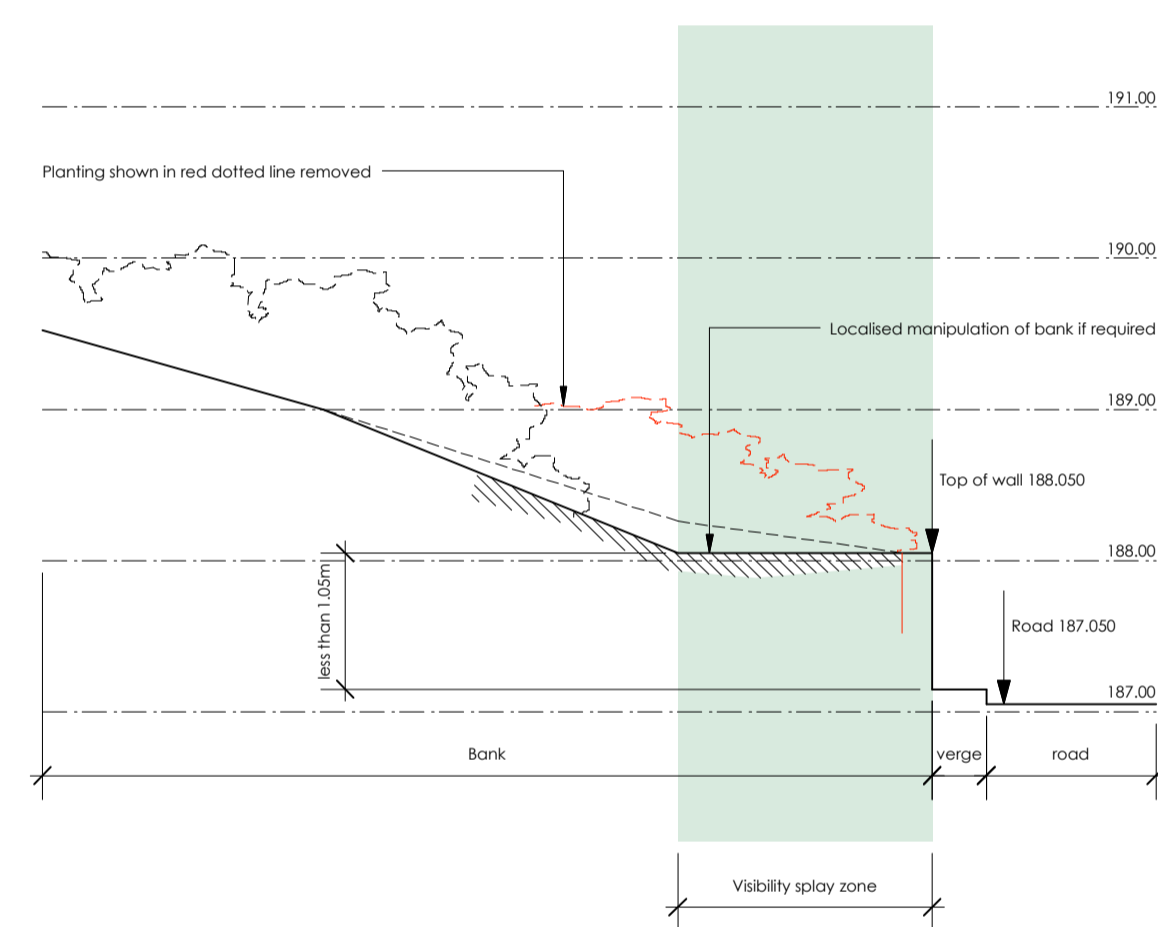 191.00
Planting shown in red dotted line removed
190.00
Localised manipulation of bank if required
189.00
Top of wall 188.050
188.00
less than 1.05m
Road 187.050
187.00
Bank
verge
road
Visibility splay zone